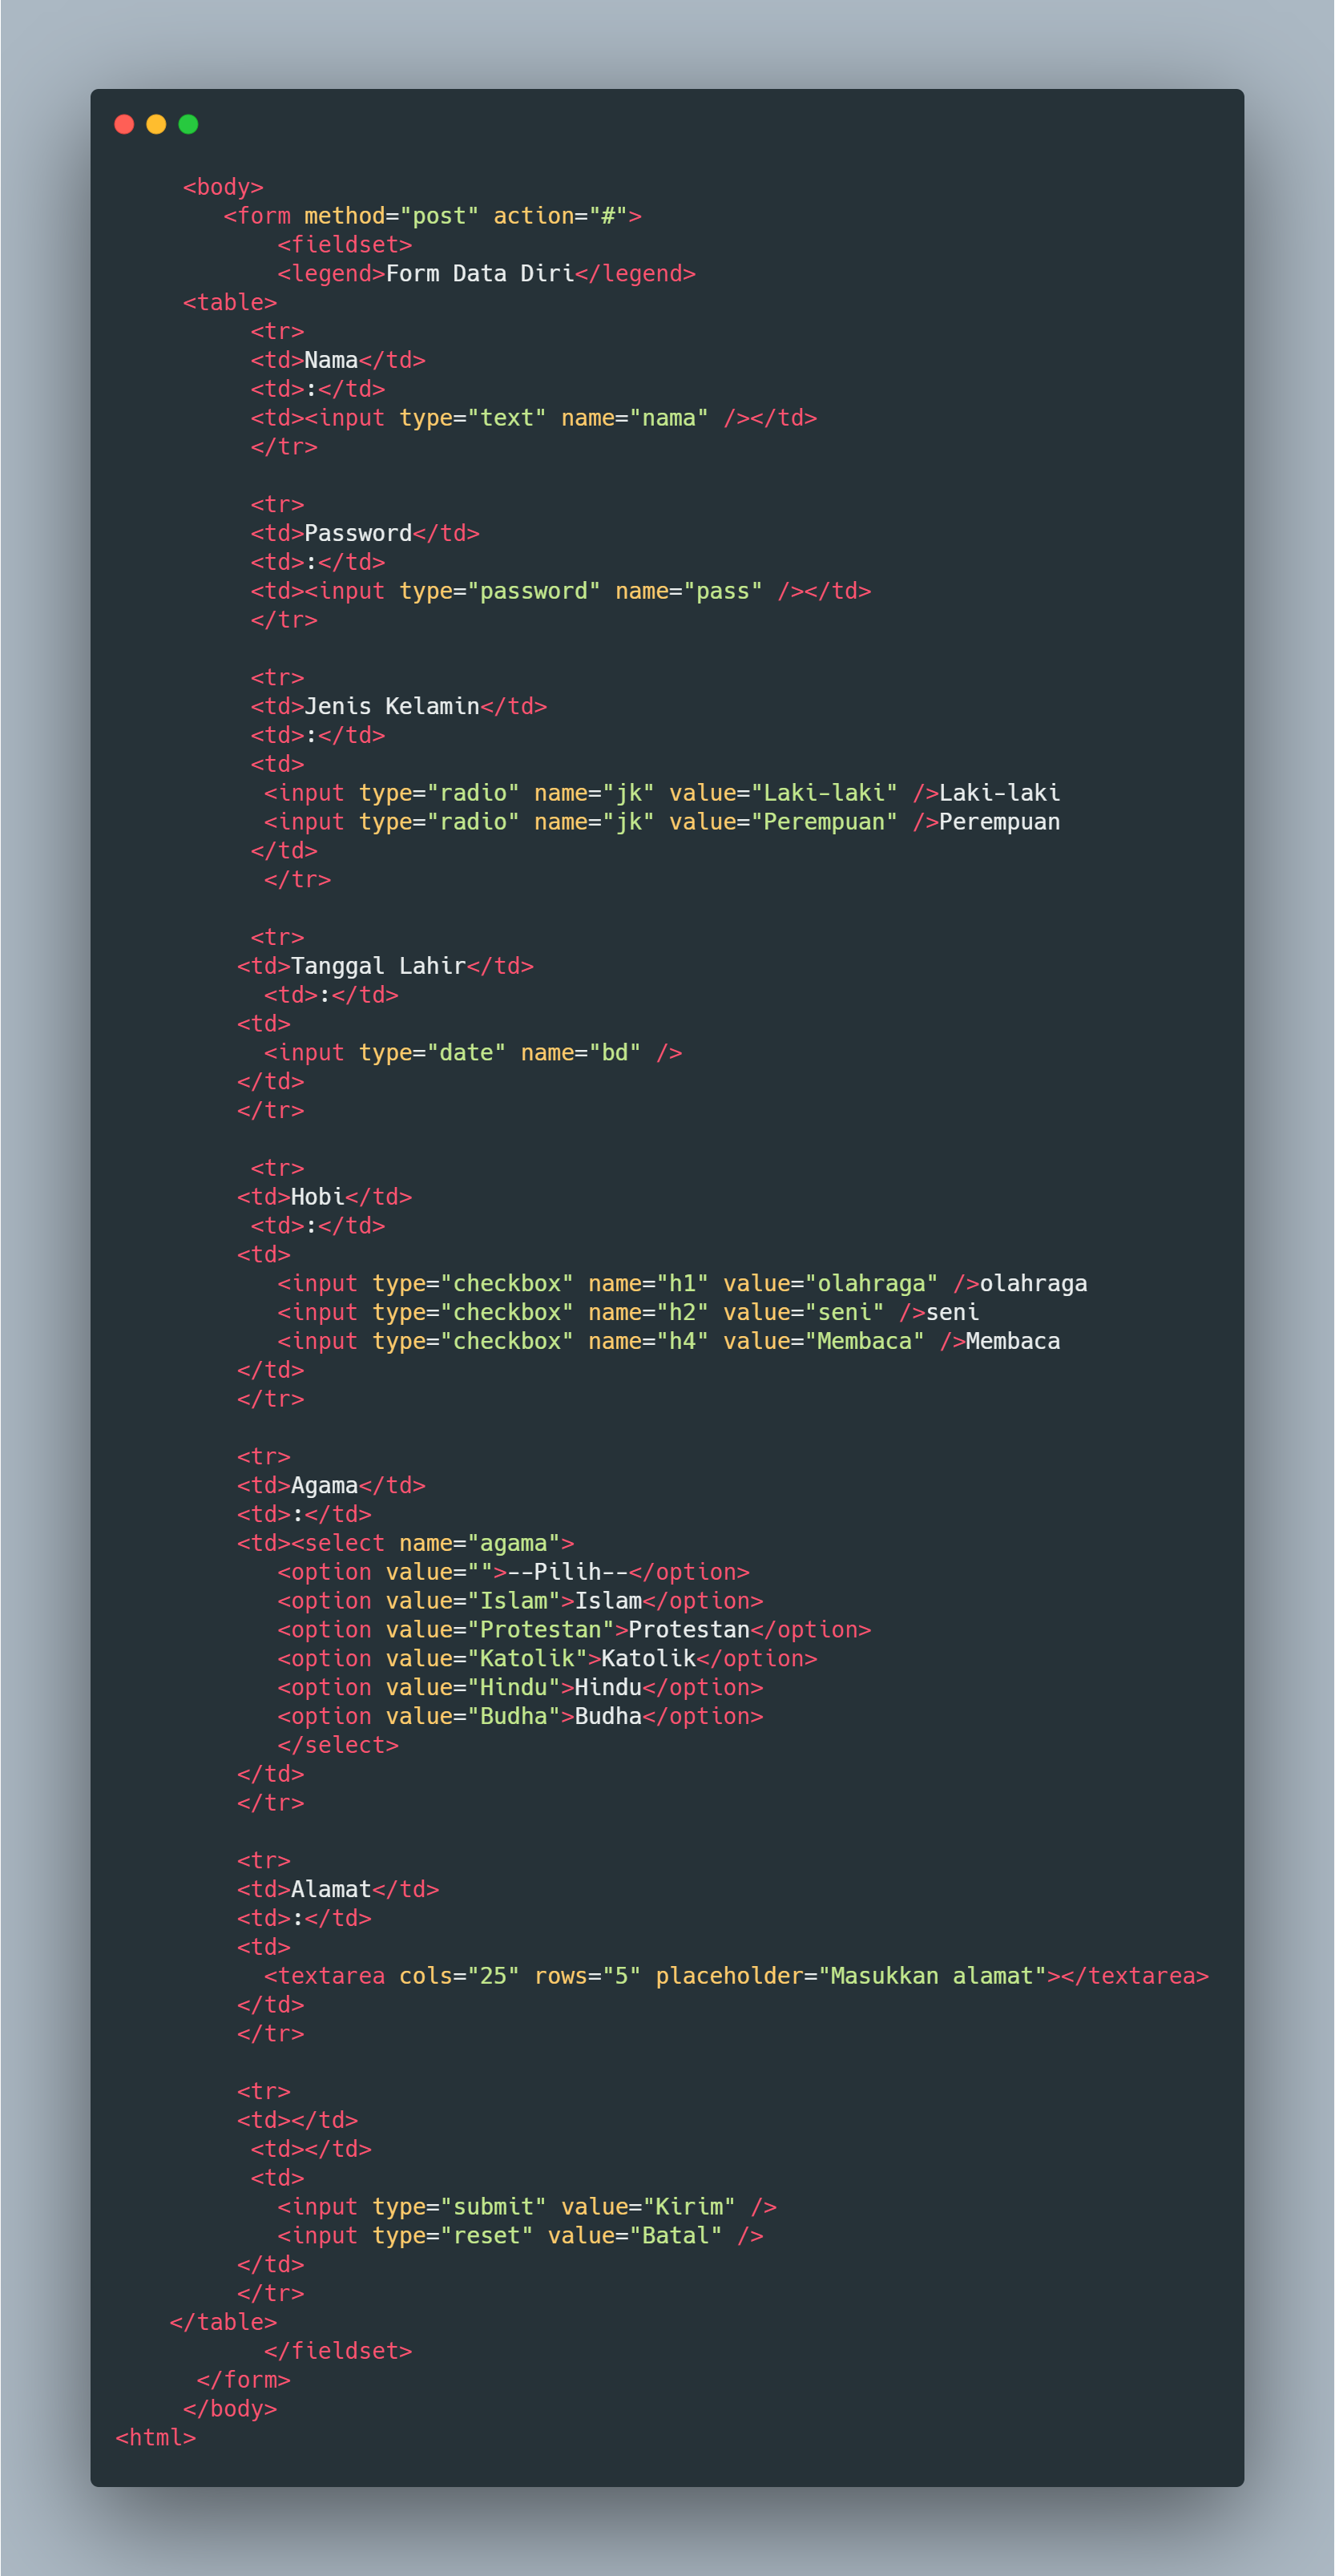 <body>
<form method="post" action="#">
<fieldset>
<legend>Form Data Diri</legend>
<table>
<tr>
<td>Nama</td>
<td>:</td>
<td><input type="text" name="nama" /></td>
</tr>
<tr>
<td>Password</td>
<td>:</td>
<td><input type="password" name="pass" /></td>
</tr>
<tr>
<td>Jenis Kelamin</td>
<td>:</td>
<td>
<input type="radio" name="jk" value="Laki-laki" />Laki-laki
<input type="radio" name="jk" value="Perempuan" />Perempuan
</td>
</tr>
<tr>
<td>Tanggal Lahir</td>
<td>:</td>
<td>
<input type="date" name="bd" />
</td>
</tr>
<tr>
<td>Hobi</td>
<td>:</td>
<td>
<input type="checkbox" name="h1" value="olahraga" />olahraga
<input type="checkbox" name="h2" value="seni" />seni
<input type="checkbox" name="h4" value="Membaca" />Membaca
</td>
</tr>
<tr>
<td>Agama</td>
<td>:</td>
<td><select name="agama">
<option value="">--Pilih--</option>
<option value="Islam">Islam</option>
<option value="Protestan">Protestan</option>
<option value="Katolik">Katolik</option>
<option value="Hindu">Hindu</option>
<option value="Budha">Budha</option>
</select>
</td>
</tr>
<tr>
<td>Alamat</td>
<td>:</td>
<td>
<textarea cols="25" rows="5" placeholder="Masukkan alamat"></textarea>
</td>
</tr>
<tr>
<td></td>
<td></td>
<td>
<input type="submit" value="Kirim" />
<input type="reset" value="Batal" />
</td>
</tr>
</table>
</fieldset>
</form>
</body>
<html>